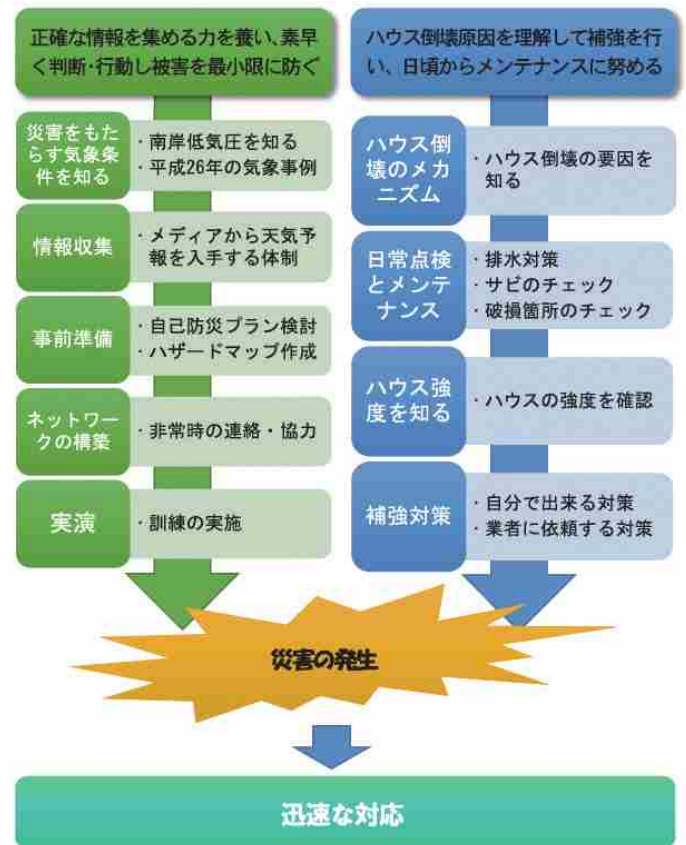 正確な情報を集める力を養い、素早
く判断・行動し被害を最小限に防ぐ
災害をもた
らす気象条
件を知る
・南岸低気圧を知る
・平成26年の気象事例
情報収集
・メディアから天気予
報を入手する体制
事前準備
・自己防災プラン検討
・ハザードマップ作成
ネットワー
クの構築
・非常時の連絡・協力
実演
・訓練の実施
ハウス倒壊原因を理解して補強を行
い、日頃からメンテナンスに努める
ハウス倒
壊のメカ
ニズム
・ハウス倒壊の要因を
知る
日常点検
とメンテ
ナンス
・排水対策
・サビのチェック
・破損箇所のチェック
ハウス強
度を知る
・ハウスの強度を確認
補強対策
・自分で出来る対策
・業者に依頼する対策
災害の発生
迅速な対応